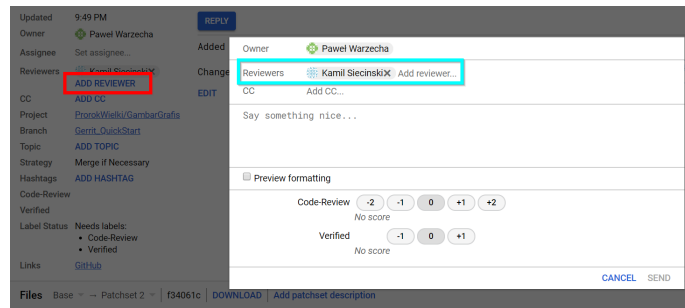 Updated 9:49 PM
Owner Paweł Warzecha
Assignee Set assignee...
Reviewers Kamil Siecinski X
ADD REVIEWER
CC ADD CC
Project ProrokWielki/GambarGrafis
Branch Gerrit_QuickStart
Topic ADD TOPIC
Strategy Merge if Necessary
Hashtags ADD HASHTAG
Code-Review
Verified
Label Status Needs labels:
• Code-Review
• Verified
Links GitHub
REPLY
Added
Change
EDIT
Owner Paweł Warzecha
Reviewers Kamil Siecinski X Add reviewer...
CC Add CC...
Say something nice...
Preview formatting
Code-Review -2 -1 0 +1 +2
No score
Verified -1 0 +1
No score
CANCEL SEND
Files Base → Patchset 2 f34061c DOWNLOAD Add patchset description